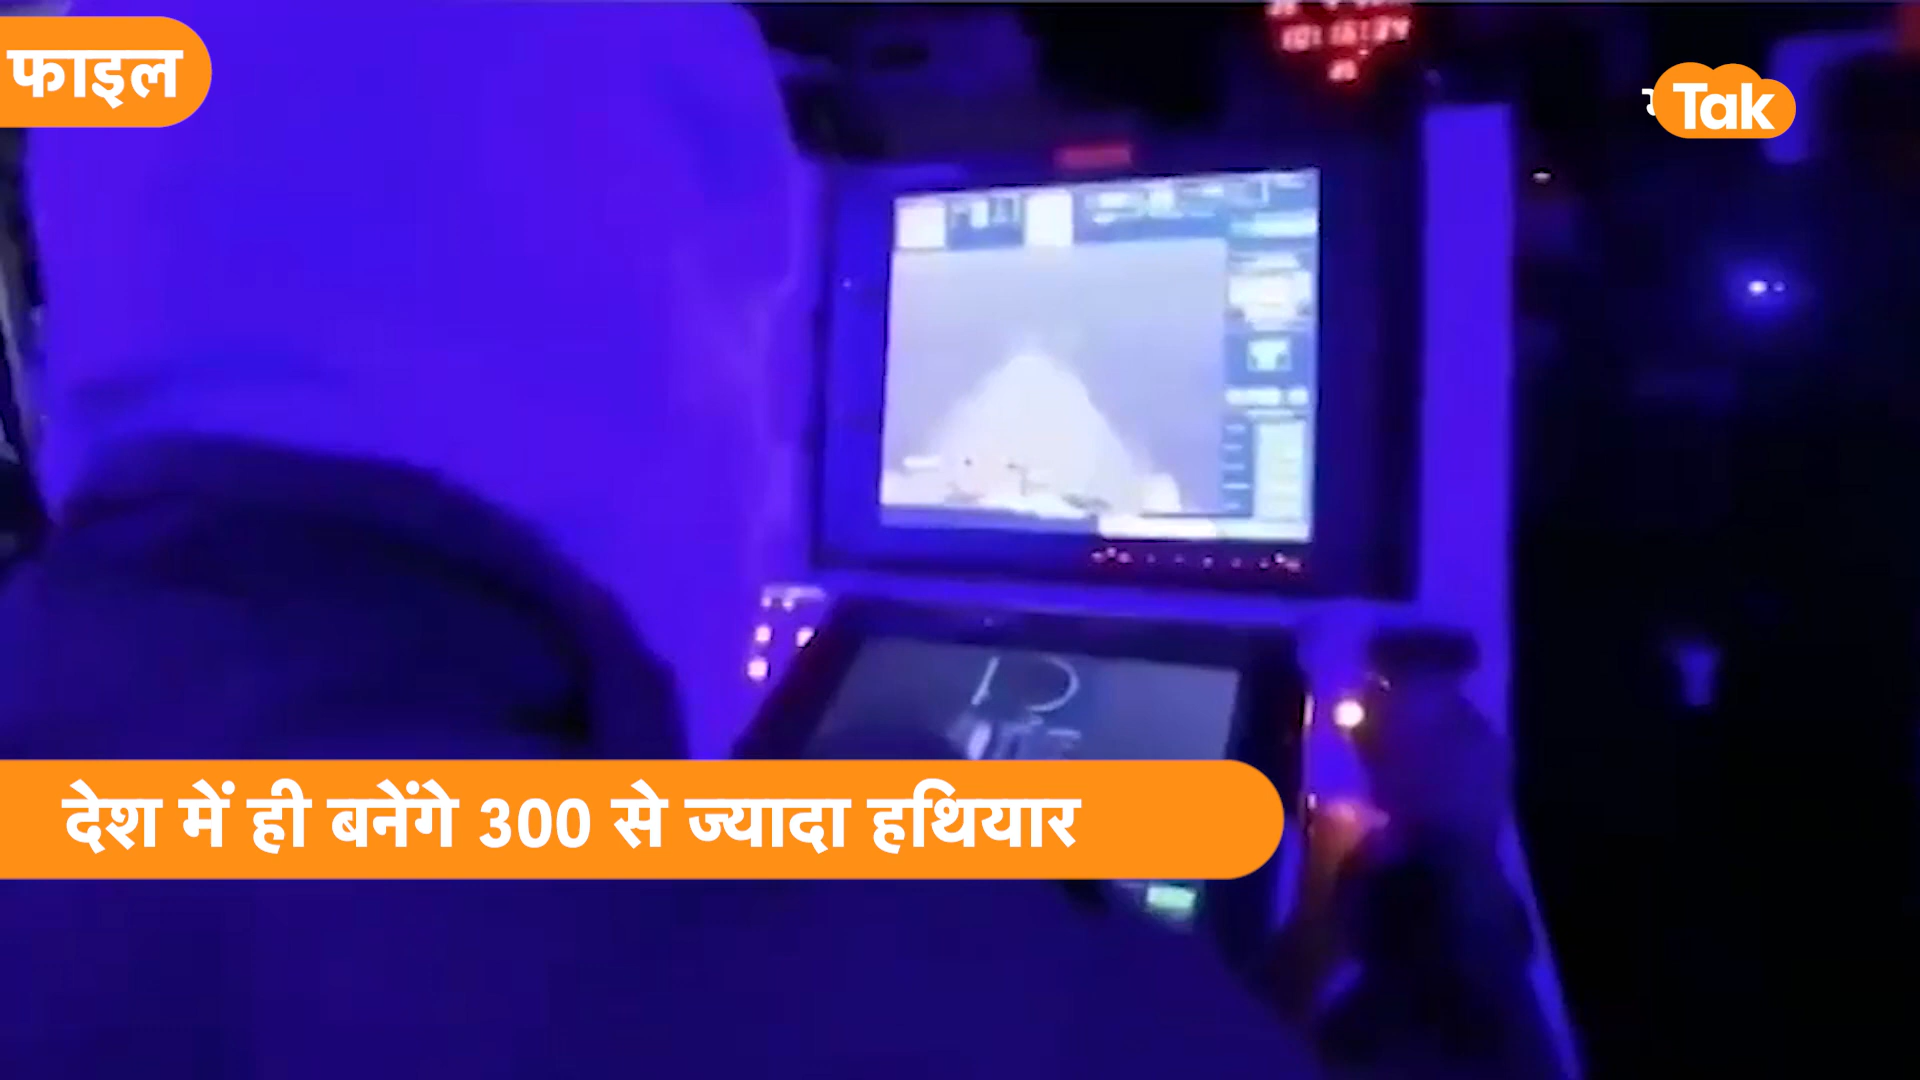 फाइल
Tak
देश में ही बनेंगे 300 से ज्यादा हथियार